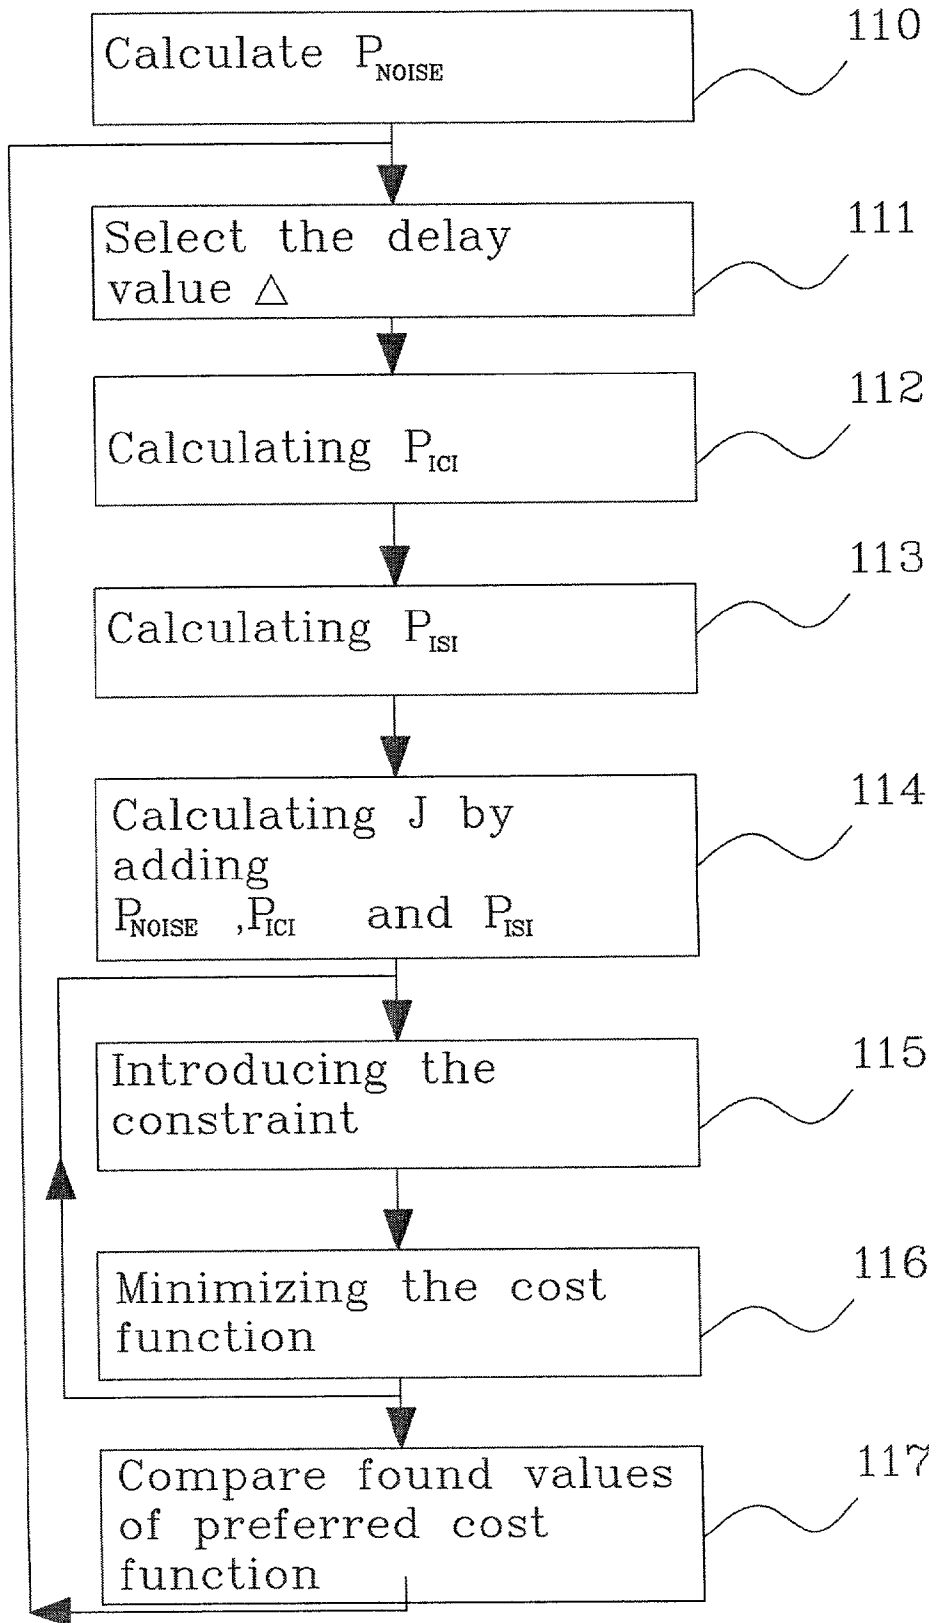 Calculate P_NOISE
110
Select the delay
value △
111
Calculating P_ICI
112
Calculating P_ISI
113
Calculating J by
adding
P_NOISE ,P_ICI and P_ISI
114
Introducing the
constraint
115
Minimizing the cost
function
116
Compare found values
of preferred cost
function
117